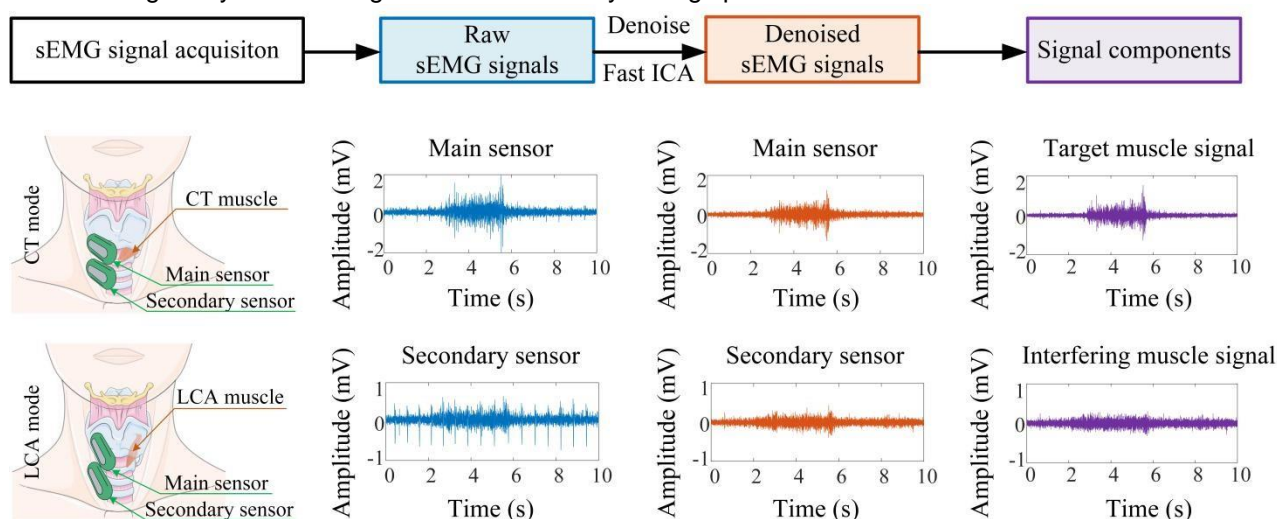 sEMG signal acquisiton
Raw
sEMG signals
Denoise
Fast ICA
Denoised
sEMG signals
Signal components
CT mode
CT muscle
Main sensor
Secondary sensor
Main sensor
Amplitude (mV)
2
0
-2
0 2 4 6 8 10
Time (s)
Main sensor
Amplitude (mV)
2
0
-2
0 2 4 6 8 10
Time (s)
Target muscle signal
Amplitude (mV)
2
0
-2
0 2 4 6 8 10
Time (s)
LCA mode
LCA muscle
Main sensor
Secondary sensor
Secondary sensor
Amplitude (mV)
1
0
-1
0 2 4 6 8 10
Time (s)
Secondary sensor
Amplitude (mV)
1
0
-1
0 2 4 6 8 10
Time (s)
Interfering muscle signal
Amplitude (mV)
1
0
-1
0 2 4 6 8 10
Time (s)